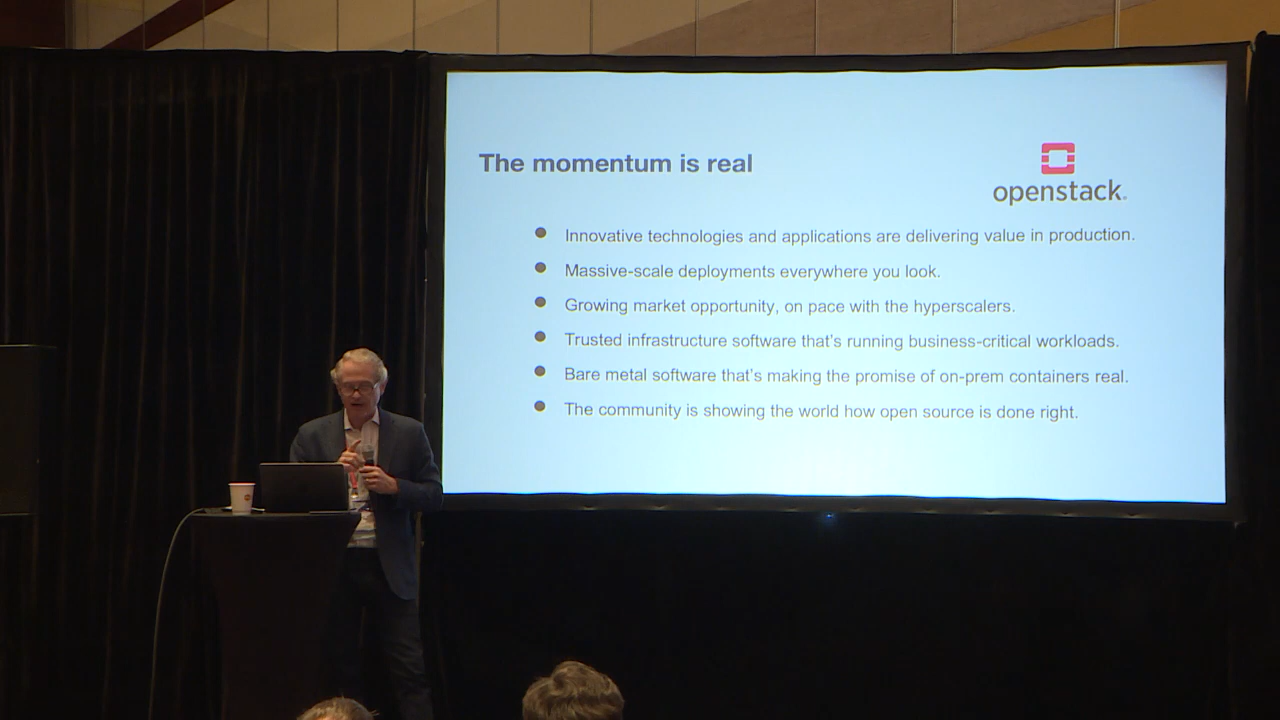 The momentum is real
openstack.
Innovative technologies and applications are delivering value in production.
Massive-scale deployments everywhere you look.
Growing market opportunity, on pace with the hyperscalers.
Trusted infrastructure software that's running business-critical workloads.
Bare metal software that's making the promise of on-prem containers real.
The community is showing the world how open source is done right.